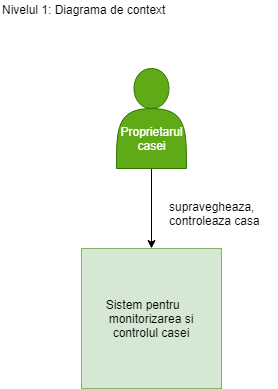 Nivelul 1: Diagrama de context
Proprietarul
casei
supravegheaza,
controleaza casa
Sistem pentru
monitorizarea si
controlul casei